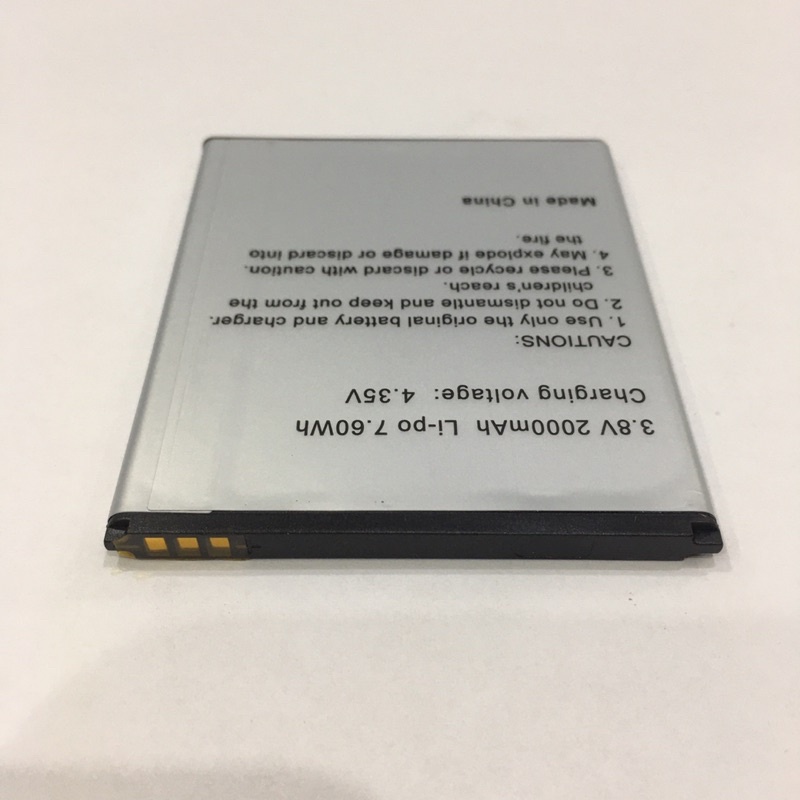 3.8V 2000mAh Li-po 7.60Wh
Charging voltage: 4.35V
CAUTIONS:
1. Use only the original battery and charger.
2. Do not dismantle and keep out from the
children's reach.
3. Please recycle or discard with caution.
4. May explode if damage or discard into
the fire.
Made in China